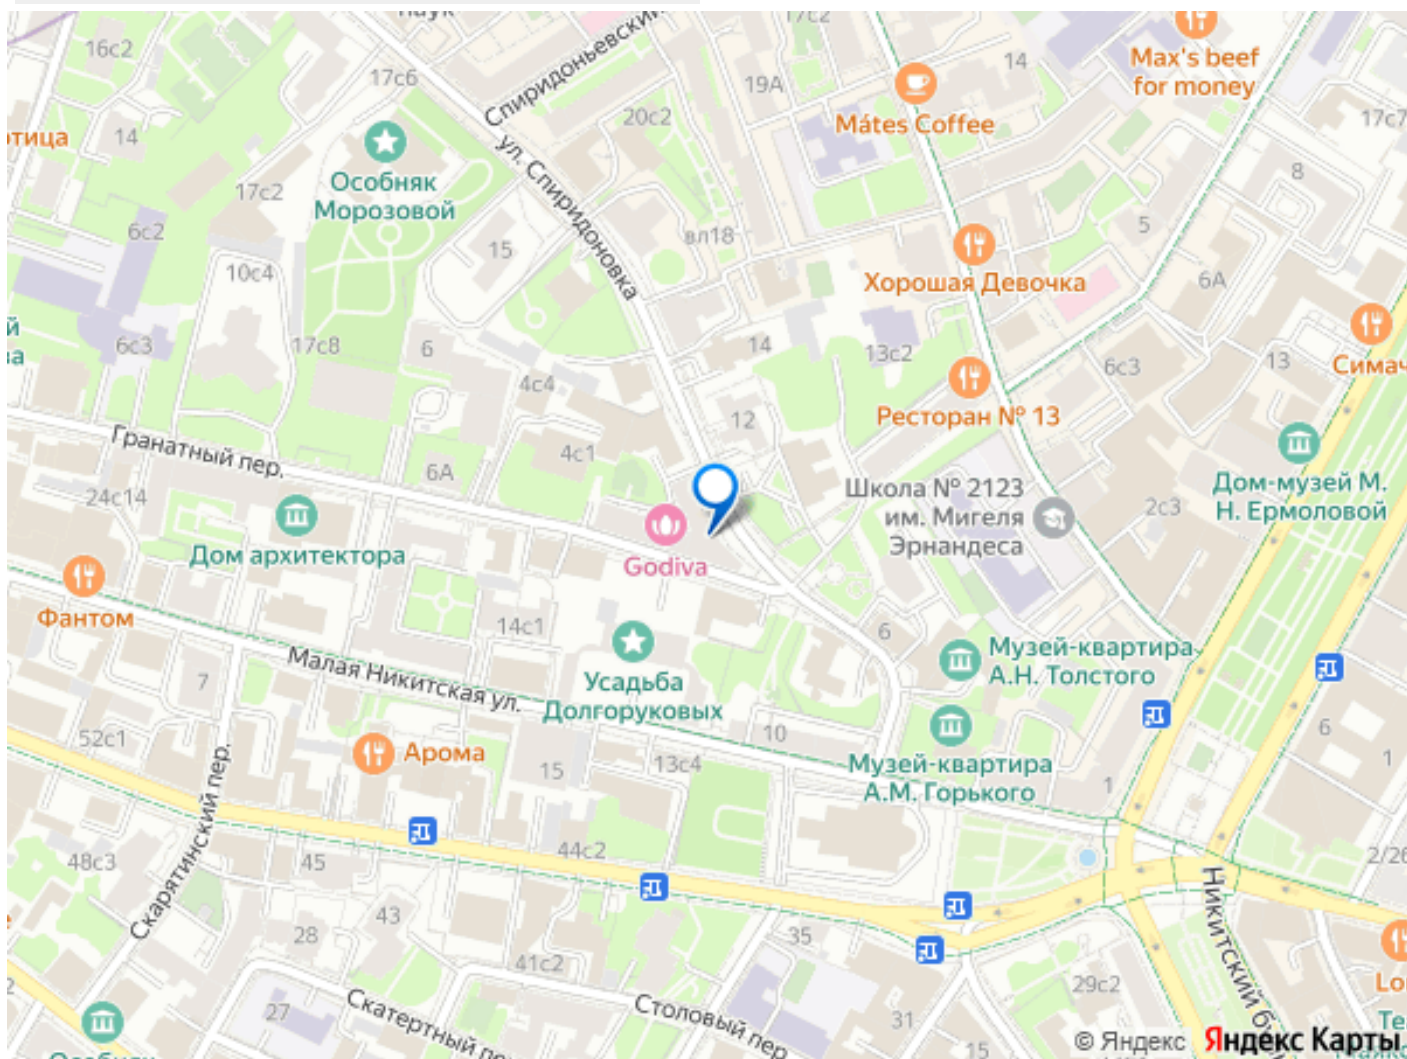 16с2
17с6
Спиридоньевский
17с2
19А
14
Max's beef
for money
17с7
14
20с2
Mátes Coffee
ул. Спиридоновка
Особняк
Морозовой
17с2
6с2
15
вл18
8
5
10с4
Хорошая Девочка
6А
6с3
17с8
6
14
13с2
4с4
6с3
13
Ресторан № 13
12
Гранатный пер.
6А
4с1
24с14
Школа № 2123
им. Мигеля
Эрнандеса
2с3
Дом-музей М.
Н. Ермоловой
Дом архитектора
Godiva
Фантом
14с1
6
Музей-квартира
А.Н. Толстого
Усадьба
Долгоруковых
Малая Никитская ул.
7
10
6
1
52с1
Арома
15
13с4
Музей-квартира
А.М. Горького
1
Скарятинский пер.
48с3
45
44с2
2/26
43
28
35
41с2
Никитский
29с2
27
Скатертный
Столовый пер.
31
15
© Яндекс
Яндекс Карты